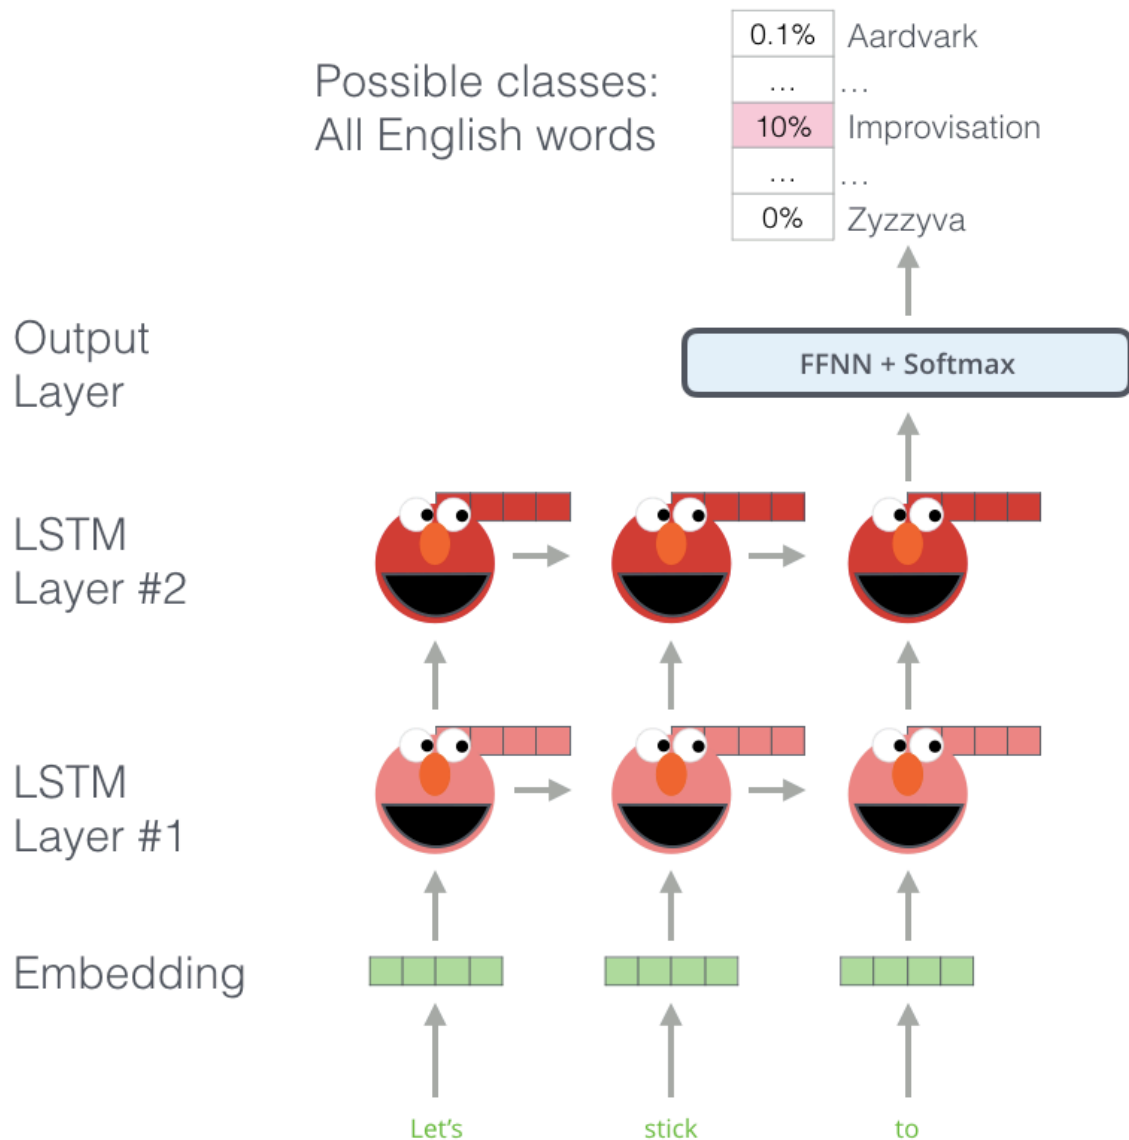 Possible classes:
All English words
0.1% Aardvark
... ...
10% Improvisation
... ...
0% Zyzzyva
Output
Layer
FFNN + Softmax
LSTM
Layer #2
LSTM
Layer #1
Embedding
Let's stick to